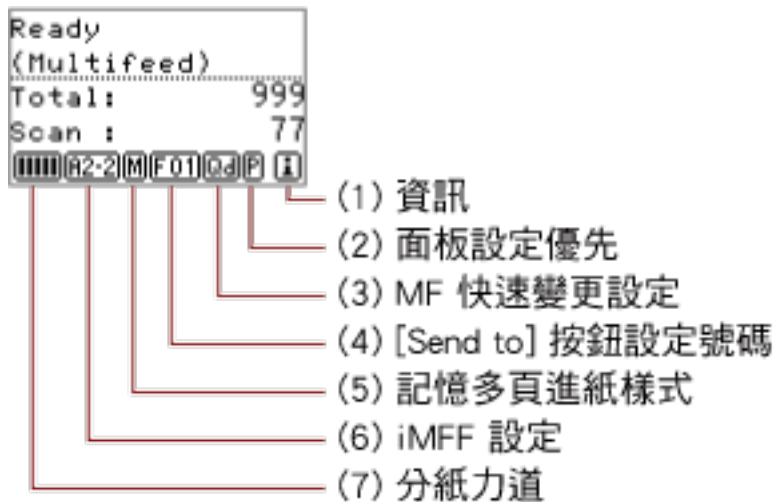 Ready
(Multifeed)
Total: 999
Scan : 77
A2-2 M F 01 Qd P i
(1) 資訊
(2) 面板設定優先
(3) MF 快速變更設定
(4) [Send to] 按鈕設定號碼
(5) 記憶多頁進紙樣式
(6) iMFF 設定
(7) 分紙力道